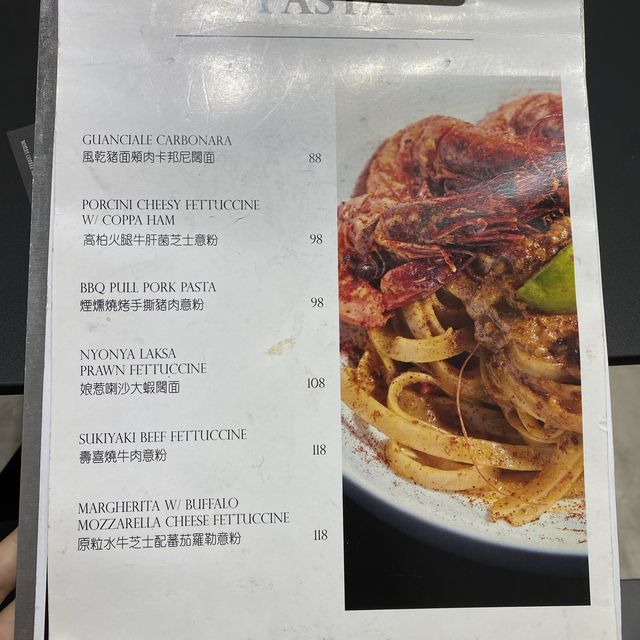 PASTA
GUANCIALE CARBONARA
風乾豬面頰肉卡邦尼闊面 88
PORCINI CHEESY FETTUCCINE
W/ COPPA HAM
高柏火腿牛肝菌芝士意粉 98
BBQ PULL PORK PASTA
煙燻燒烤手撕豬肉意粉 98
NYONYA LAKSA
PRAWN FETTUCCINE
娘惹喇沙大蝦闊面 108
SUKIYAKI BEEF FETTUCCINE
壽喜燒牛肉意粉 118
MARGHERITA W/ BUFFALO
MOZZARELLA CHEESE FETTUCCINE
原粒水牛芝士配蕃茄羅勒意粉 118